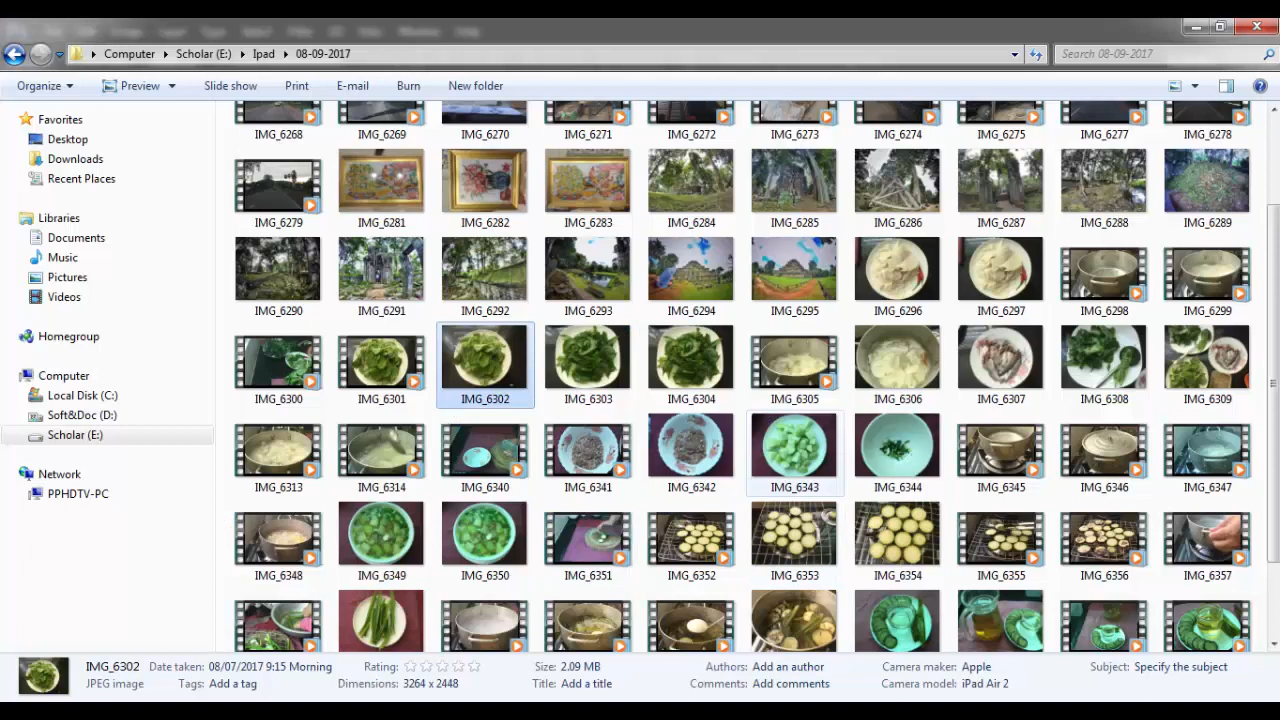 Computer Scholar (E:) Ipad 08-09-2017
Search 08-09-2017
Organize Preview Slide show Print E-mail Burn New folder
Favorites
Desktop
Downloads
Recent Places
Libraries
Documents
Music
Pictures
Videos
Homegroup
Computer
Local Disk (C:)
Soft&Doc (D:)
Scholar (E:)
Network
PPHDTV-PC
IMG_6268 IMG_6269 IMG_6270 IMG_6271 IMG_6272 IMG_6273 IMG_6274 IMG_6275 IMG_6277 IMG_6278
IMG_6279 IMG_6281 IMG_6282 IMG_6283 IMG_6284 IMG_6285 IMG_6286 IMG_6287 IMG_6288 IMG_6289
IMG_6290 IMG_6291 IMG_6292 IMG_6293 IMG_6294 IMG_6295 IMG_6296 IMG_6297 IMG_6298 IMG_6299
IMG_6300 IMG_6301 IMG_6302 IMG_6303 IMG_6304 IMG_6305 IMG_6306 IMG_6307 IMG_6308 IMG_6309
IMG_6313 IMG_6314 IMG_6340 IMG_6341 IMG_6342 IMG_6343 IMG_6344 IMG_6345 IMG_6346 IMG_6347
IMG_6348 IMG_6349 IMG_6350 IMG_6351 IMG_6352 IMG_6353 IMG_6354 IMG_6355 IMG_6356 IMG_6357
IMG_6302 Date taken: 08/07/2017 9:15 Morning Rating: Size: 2.09 MB Authors: Add an author Camera maker: Apple Subject: Specify the subject
JPEG image Tags: Add a tag Dimensions: 3264 x 2448 Title: Add a title Comments: Add comments Camera model: iPad Air 2